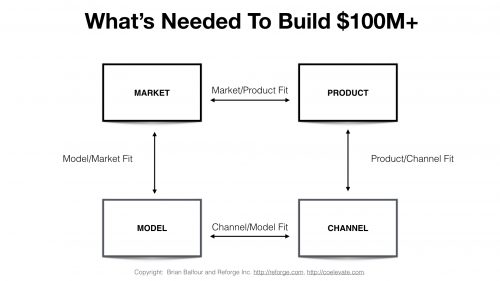 What's Needed To Build $100M+
MARKET
Market/Product Fit
PRODUCT
Model/Market Fit
Product/Channel Fit
MODEL
Channel/Model Fit
CHANNEL
Copyright: Brian Balfour and Reforge Inc. http://reforge.com, http://coelevate.com